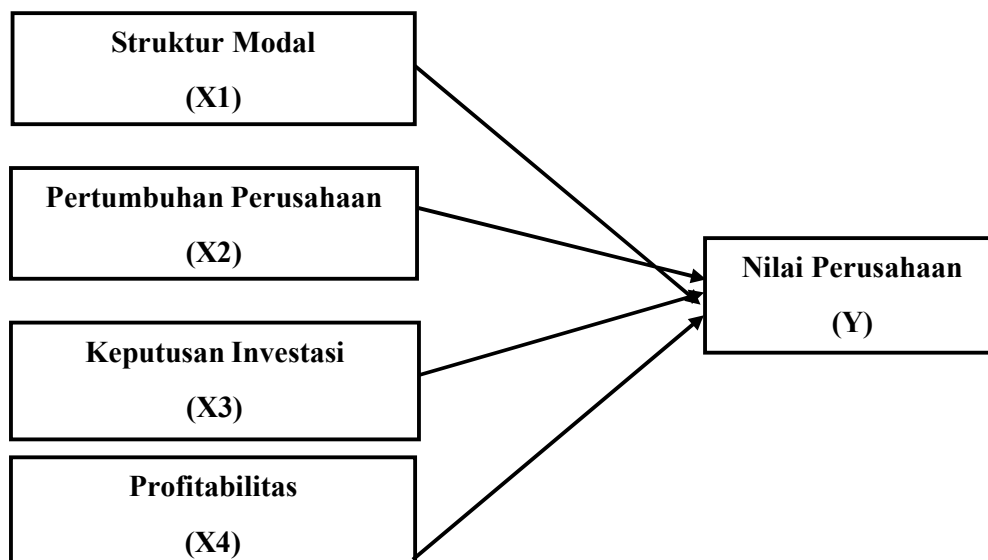 Struktur Modal
(X1)
Pertumbuhan Perusahaan
(X2)
Nilai Perusahaan
(Y)
Keputusan Investasi
(X3)
Profitabilitas
(X4)